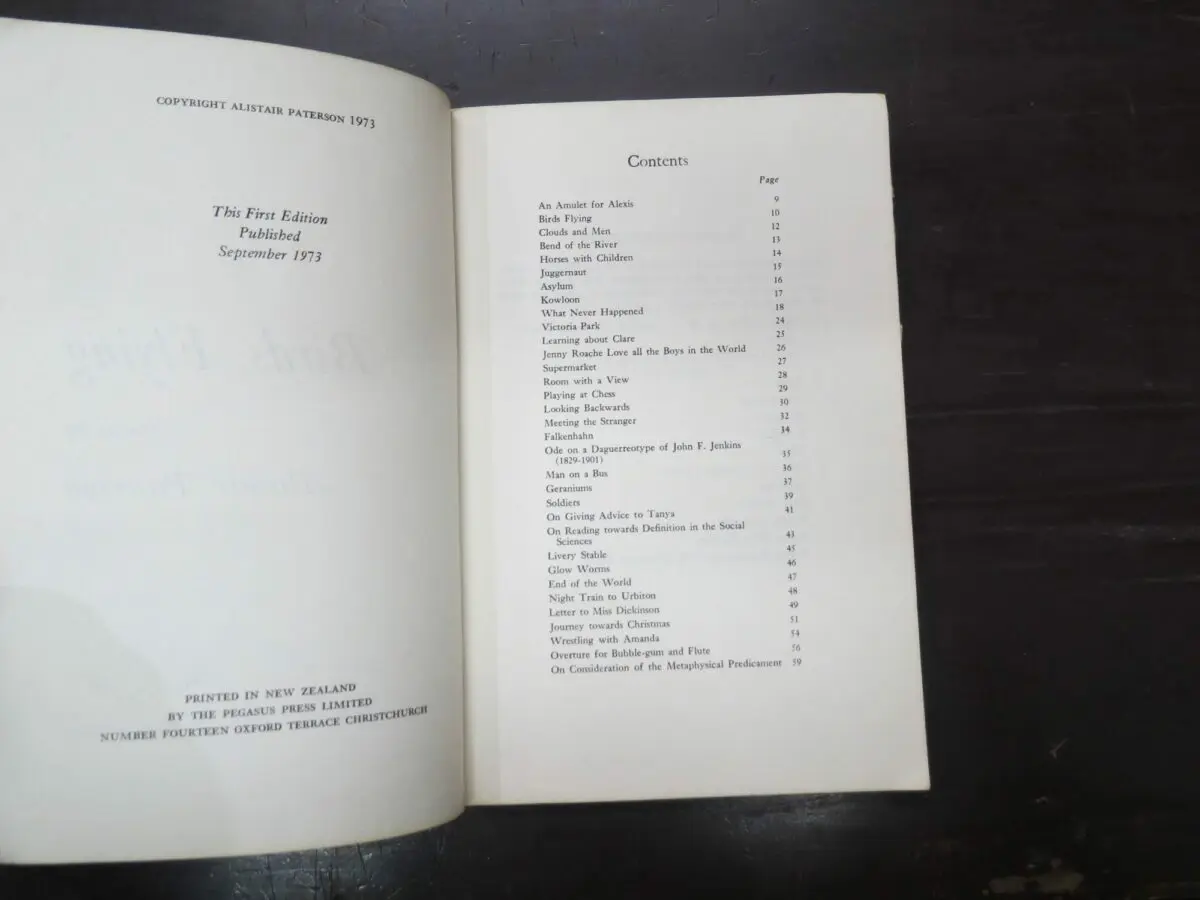 COPYRIGHT ALISTAIR PATERSON 1973
This First Edition
Published
September 1973
PRINTED IN NEW ZEALAND
BY THE PEGASUS PRESS LIMITED
NUMBER FOURTEEN OXFORD TERRACE CHRISTCHURCH
Contents
Page
An Amulet for Alexis 9
Birds Flying 10
Clouds and Men 12
Bend of the River 13
Horses with Children 14
Juggernaut 15
Asylum 16
Kowloon 17
What Never Happened 18
Victoria Park 24
Learning about Clare 25
Jenny Roache Love all the Boys in the World 26
Supermarket 27
Room with a View 28
Playing at Chess 29
Looking Backwards 30
Meeting the Stranger 32
Falkenhahn 34
Ode on a Daguerreotype of John F. Jenkins
(1829-1901) 35
Man on a Bus 36
Geraniums 37
Soldiers 39
On Giving Advice to Tanya 41
On Reading towards Definition in the Social
Sciences 43
Livery Stable 45
Glow Worms 46
End of the World 47
Night Train to Urbiton 48
Letter to Miss Dickinson 49
Journey towards Christmas 51
Wrestling with Amanda 54
Overture for Bubble-gum and Flute 56
On Consideration of the Metaphysical Predicament 59